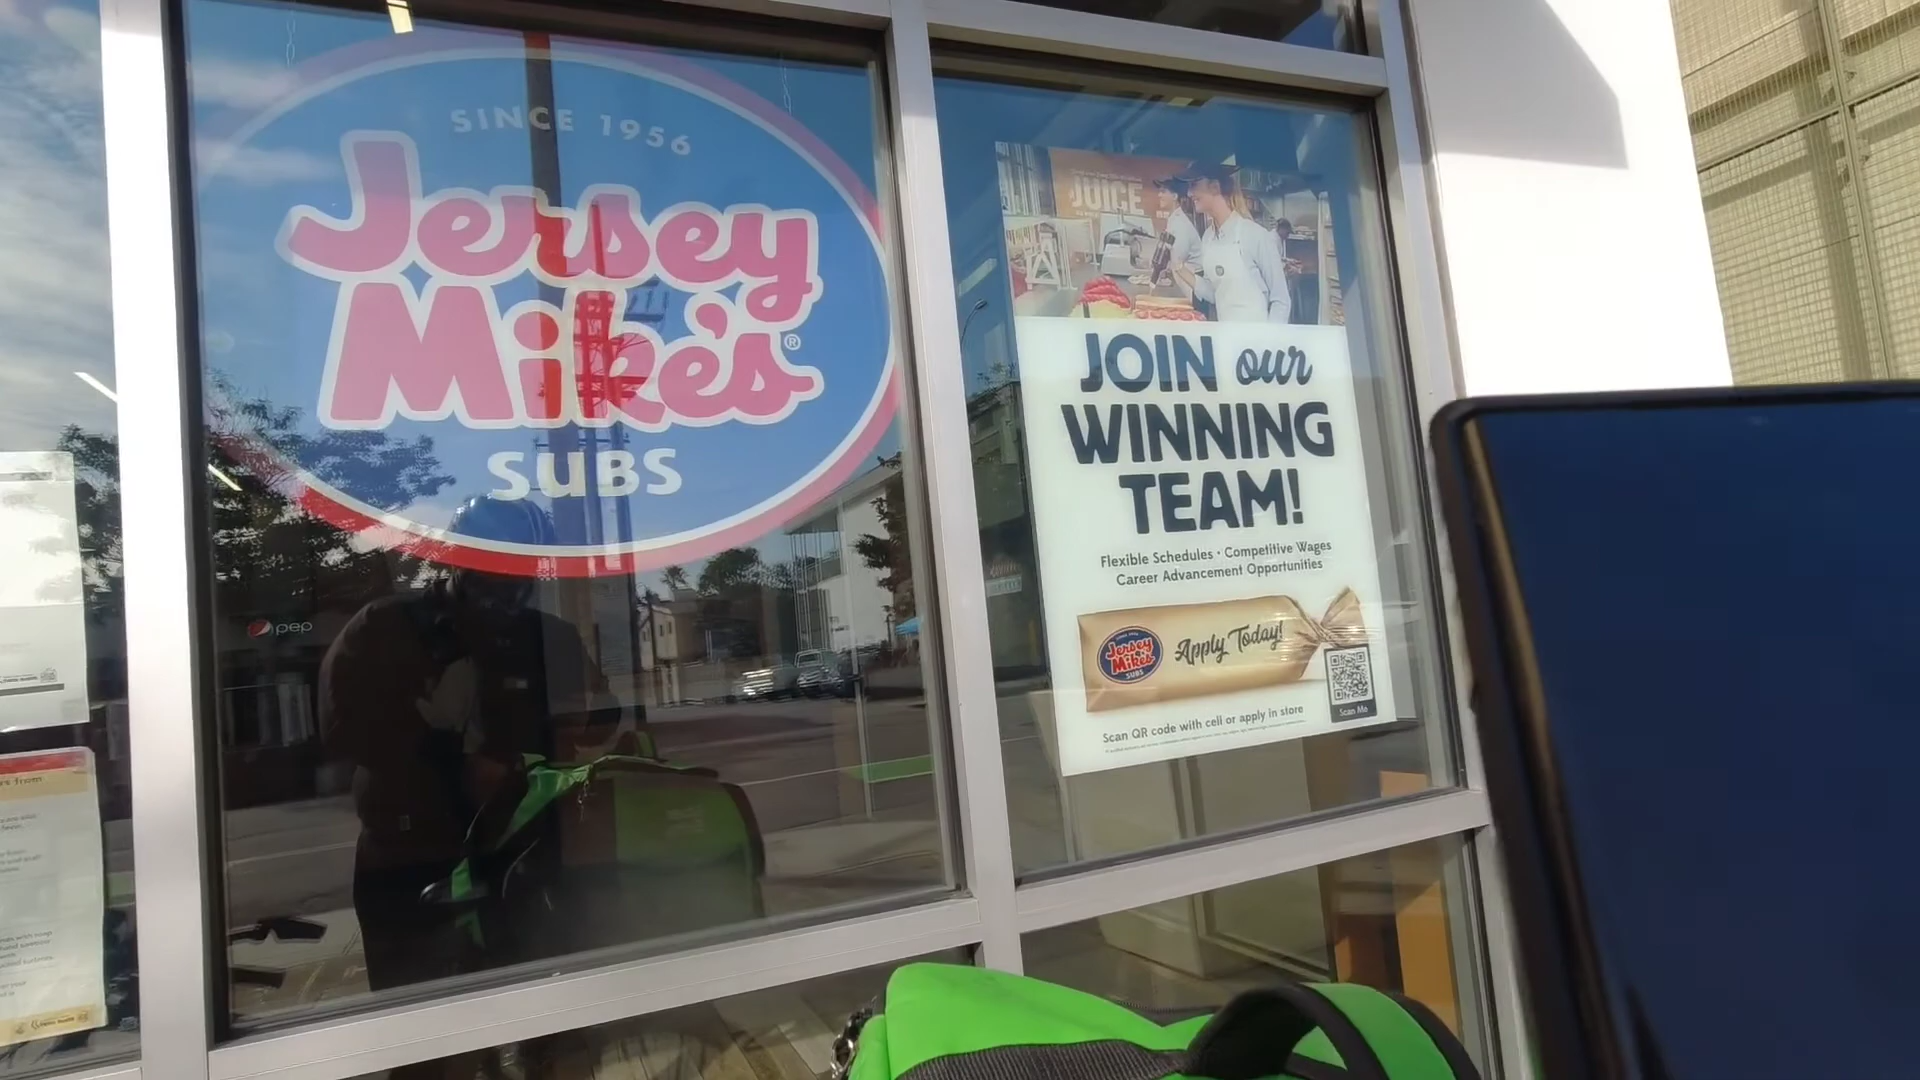 SINCE 1956
Jersey
Mike's®
SUBS
pep
JUICE
JOIN our
WINNING
TEAM!
Flexible Schedules • Competitive Wages
Career Advancement Opportunities
Jersey
Mike's
SUBS
Apply Today!
Scan Me
Scan QR code with cell or apply in store